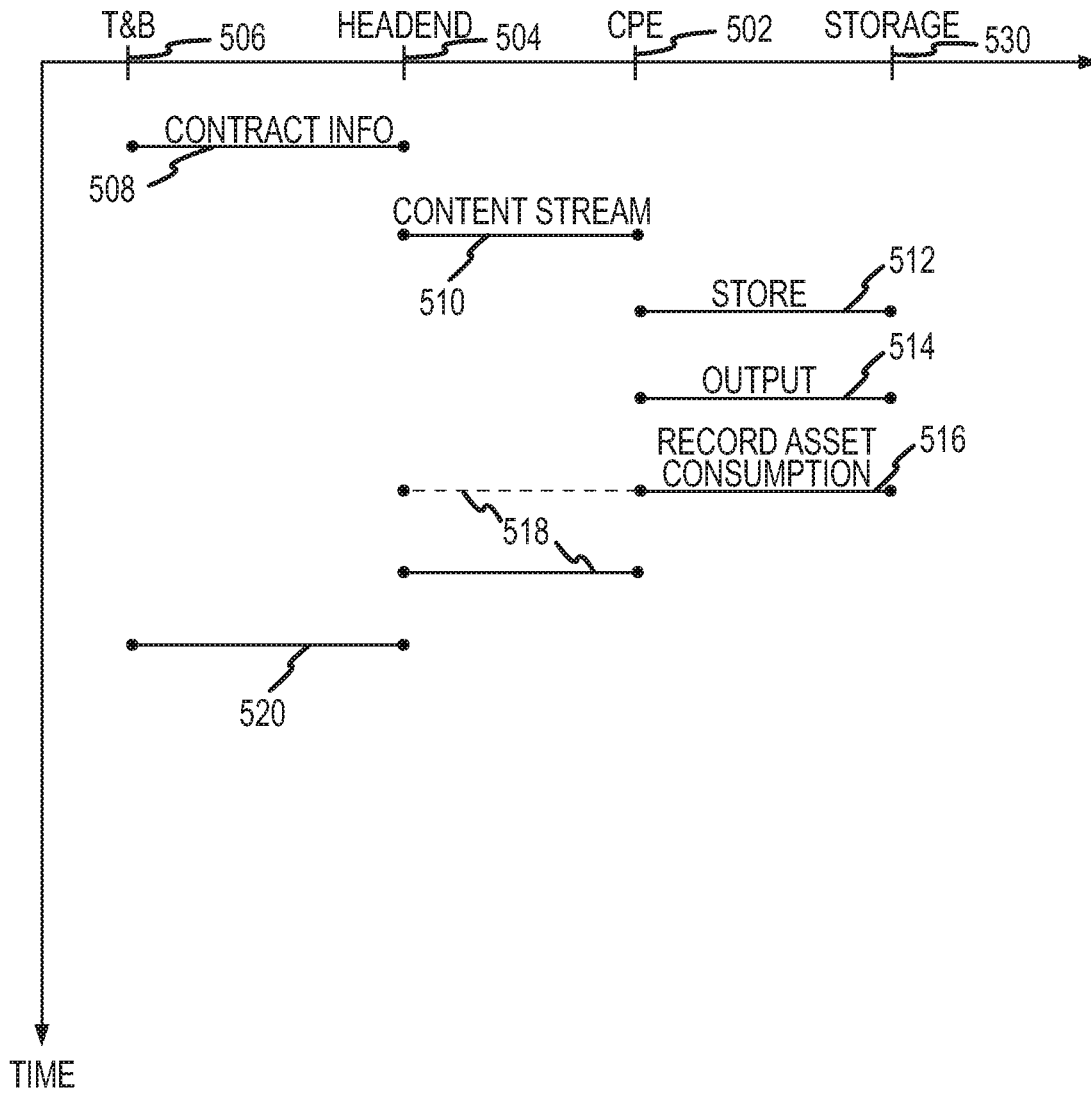 T&B
506
HEADEND
504
CPE
502
STORAGE
530
CONTRACT INFO
508
CONTENT STREAM
510
512
STORE
514
OUTPUT
RECORD ASSET
CONSUMPTION
516
518
520
TIME